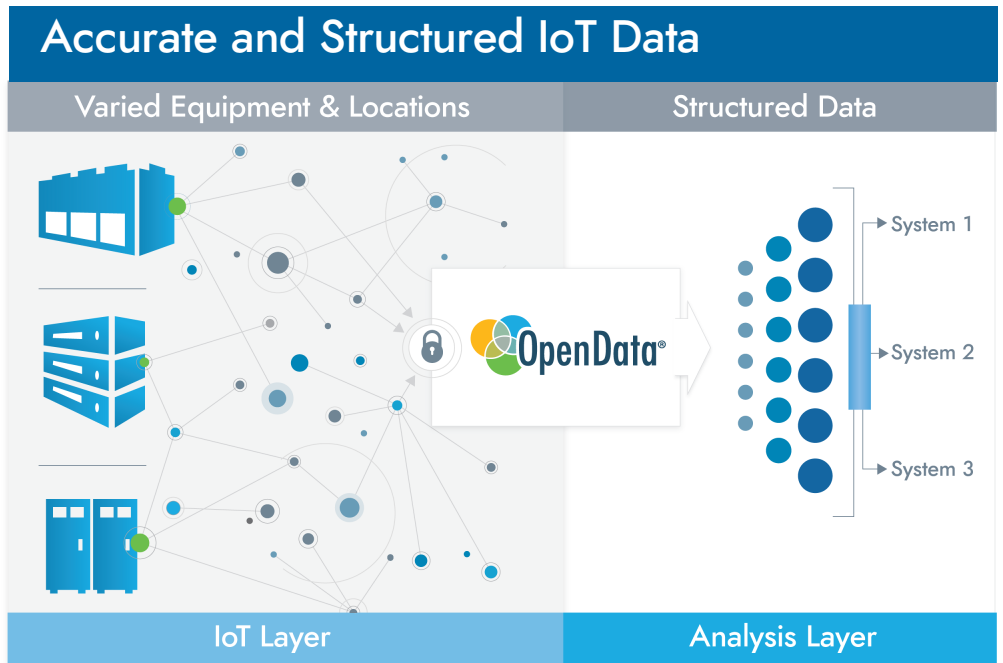 Accurate and Structured IoT Data
Varied Equipment & Locations
Structured Data
System 1
OpenData®
System 2
System 3
IoT Layer
Analysis Layer